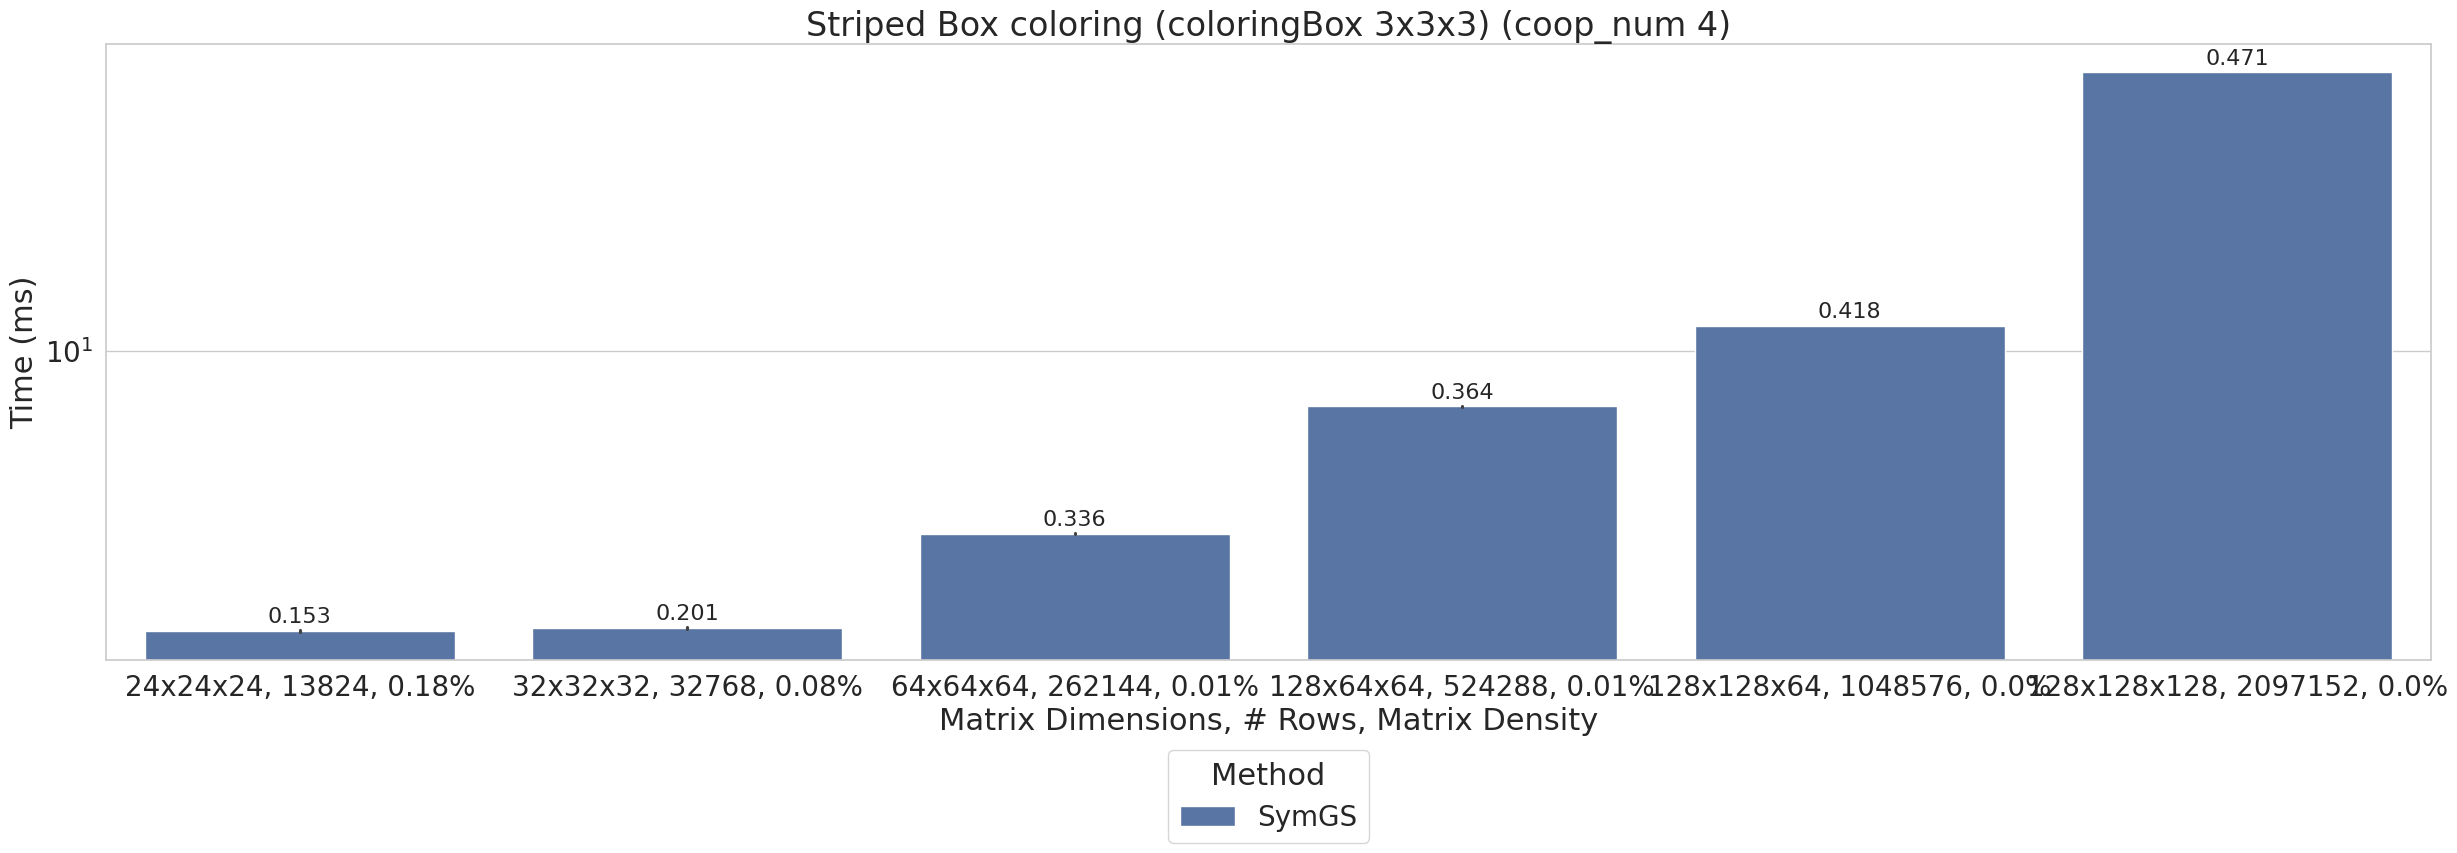 Striped Box coloring (coloringBox 3x3x3) (coop_num 4)
0.471
0.418
0.364
0.336
0.201
0.153
Time (ms)
10¹
24x24x24, 13824, 0.18%
32x32x32, 32768, 0.08%
64x64x64, 262144, 0.01%
128x64x64, 524288, 0.01%
128x128x64, 1048576, 0.0%
128x128x128, 2097152, 0.0%
Matrix Dimensions, # Rows, Matrix Density
Method
SymGS